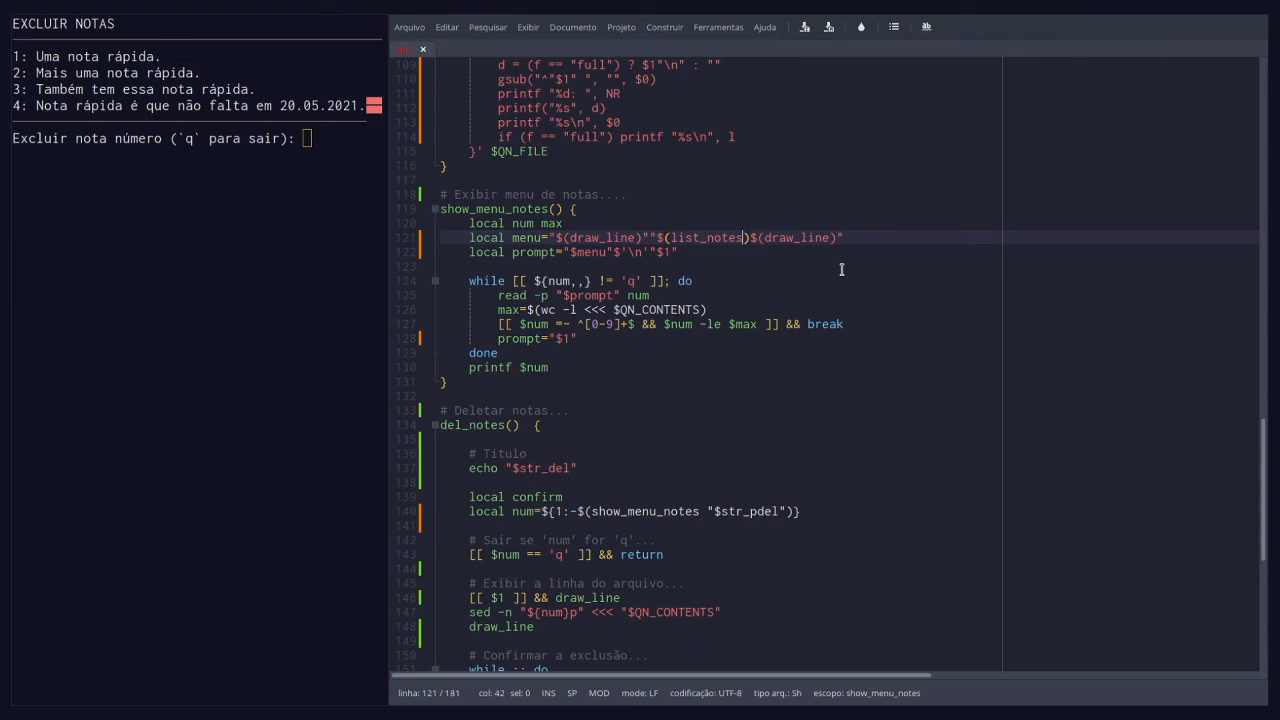 EXCLUIR NOTAS
1: Uma nota rápida.
2: Mais uma nota rápida.
3: Também tem essa nota rápida.
4: Nota rápida é que não falta em 20.05.2021.
Excluir nota número (`q` para sair):
Arquivo Editar Pesquisar Exibir Documento Projeto Construir Ferramentas Ajuda
109 d = (f == "full") ? $1"\n" : ""
110 gsub("^"$1" ", "", $0)
111 printf "%d: ", NR
112 printf("%s", d)
113 printf "%s\n", $0
114 if (f == "full") printf "%s\n", l
115 }' $QN_FILE
116 }
117
118 # Exibir menu de notas....
119 show_menu_notes() {
120 local num max
121 local menu="$(draw_line)""$(list_notes)$(draw_line)"
122 local prompt="$menu"$'\n'"$1"
123
124 while [[ ${num,,} != 'q' ]]; do
125 read -p "$prompt" num
126 max=$(wc -l <<< $QN_CONTENTS)
127 [[ $num =~ ^[0-9]+$ && $num -le $max ]] && break
128 prompt="$1"
129 done
130 printf $num
131 }
132
133 # Deletar notas...
134 del_notes() {
135
136 # Título
137 echo "$str_del"
138
139 local confirm
140 local num=${1:-$(show_menu_notes "$str_pdel")}
141
142 # Sair se 'num' for 'q'...
143 [[ $num == 'q' ]] && return
144
145 # Exibir a linha do arquivo...
146 [[ $1 ]] && draw_line
147 sed -n "${num}p" <<< "$QN_CONTENTS"
148 draw_line
149
150 # Confirmar a exclusão...
151 while :; do
linha: 121 / 181 col: 42 sel: 0 INS SP MOD mode: LF codificação: UTF-8 tipo arq.: Sh escopo: show_menu_notes